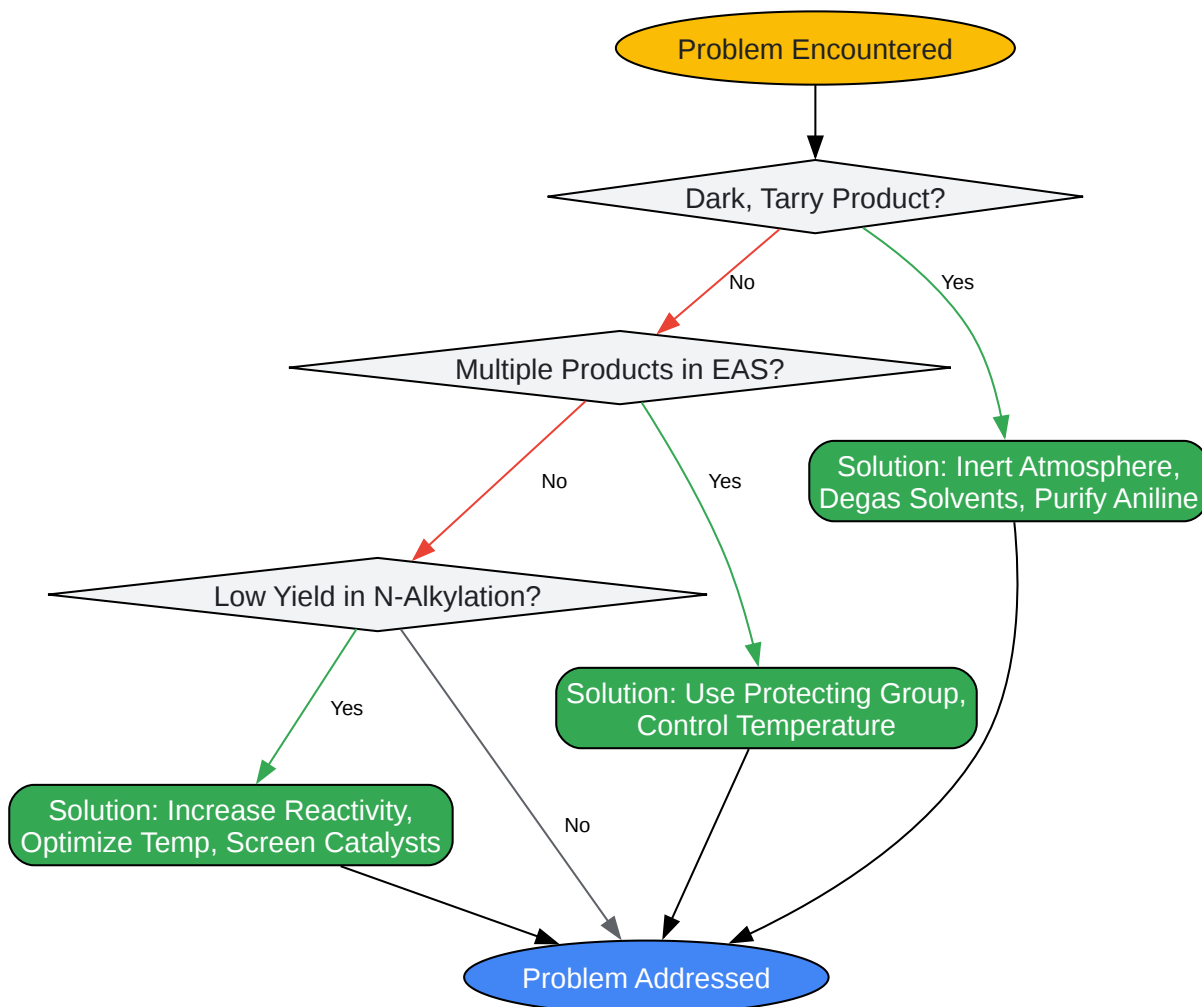 Problem Encountered
Dark, Tarry Product?
No
Yes
Multiple Products in EAS?
Solution: Inert Atmosphere,
Degas Solvents, Purify Aniline
No
Yes
Low Yield in N-Alkylation?
Solution: Use Protecting Group,
Control Temperature
Yes
Solution: Increase Reactivity,
Optimize Temp, Screen Catalysts
No
Problem Addressed